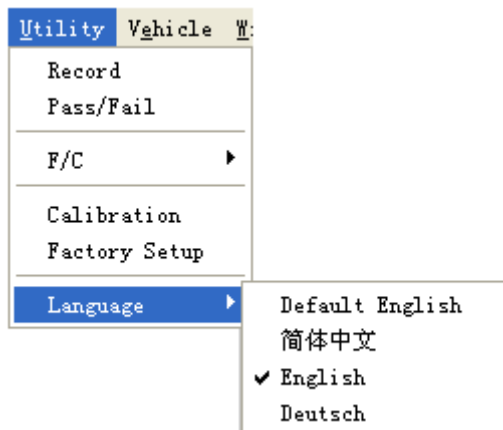 Utility Vehicle
Record
Pass/Fail
F/C
Calibration
Factory Setup
Language
Default English
简体中文
English
Deutsch